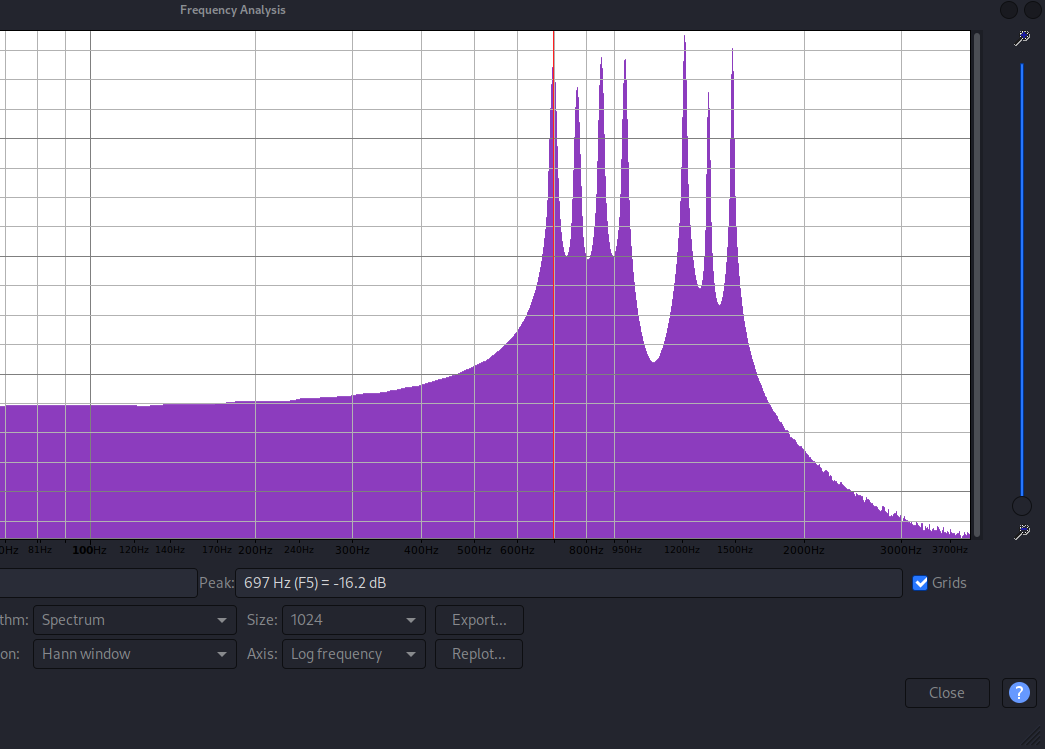 Frequency Analysis
0Hz 81Hz 100Hz 120Hz 140Hz 170Hz 200Hz 240Hz 300Hz 400Hz 500Hz 600Hz 800Hz 950Hz 1200Hz 1500Hz 2000Hz 3000Hz 3700Hz
Peak: 697 Hz (F5) = -16.2 dB Grids
thm: Spectrum Size: 1024 Export...
on: Hann window Axis: Log frequency Replot...
Close ?